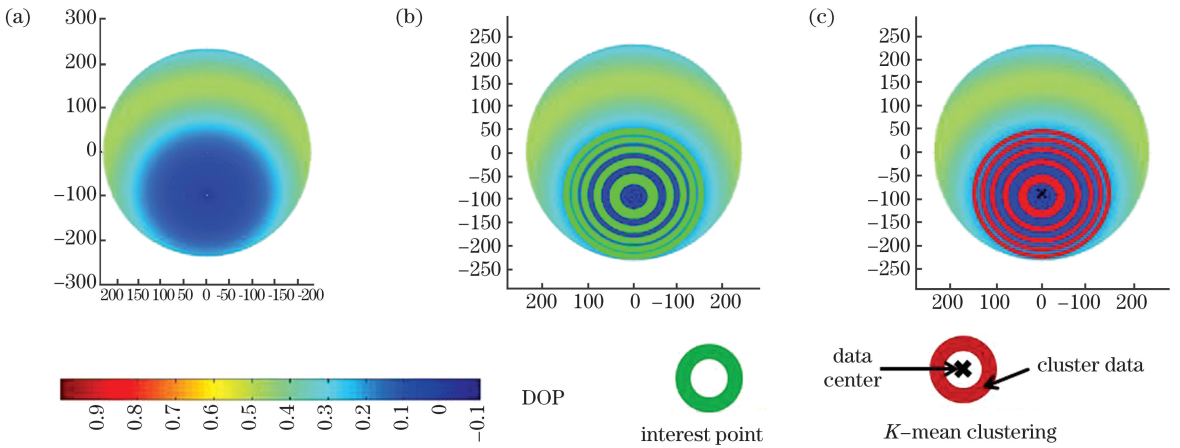 (a)
300
200
100
0
−100
−200
−300
200 150 100 50 0 -50 -100 -150 -200
(b)
250
200
150
100
50
0
−50
−100
−150
−200
−250
200 100 0 −100 200
(c)
250
200
150
100
50
0
−50
−100
−150
−200
−250
200 100 0 −100 200
0.9 0.8 0.7 0.6 0.5 0.4 0.3 0.2 0.1 0 −0.1
DOP
interest point
data
center
cluster data
K–mean clustering